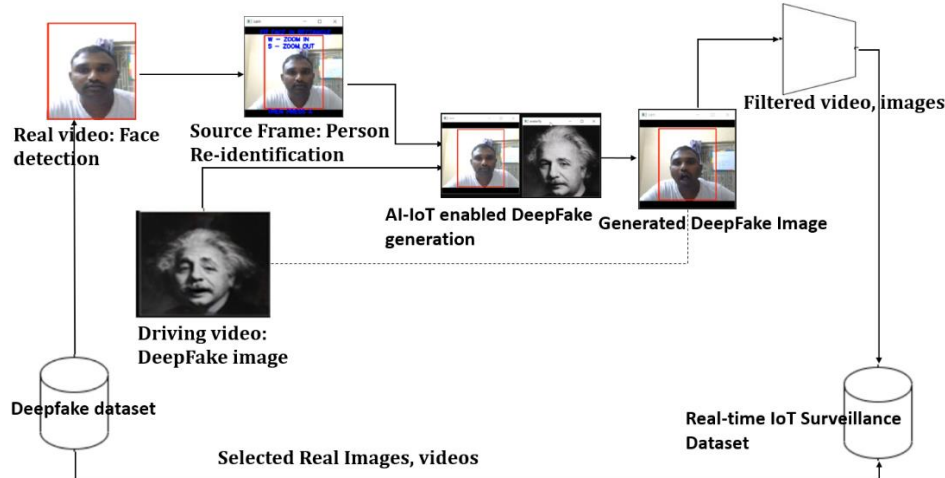 W - ZOOM IN
S - ZOOM OUT
Real video: Face
detection
Source Frame: Person
Re-identification
Filtered video, images
AI-IoT enabled DeepFake
generation
Generated DeepFake Image
Driving video:
DeepFake image
Deepfake dataset
Real-time IoT Surveillance
Dataset
Selected Real Images, videos